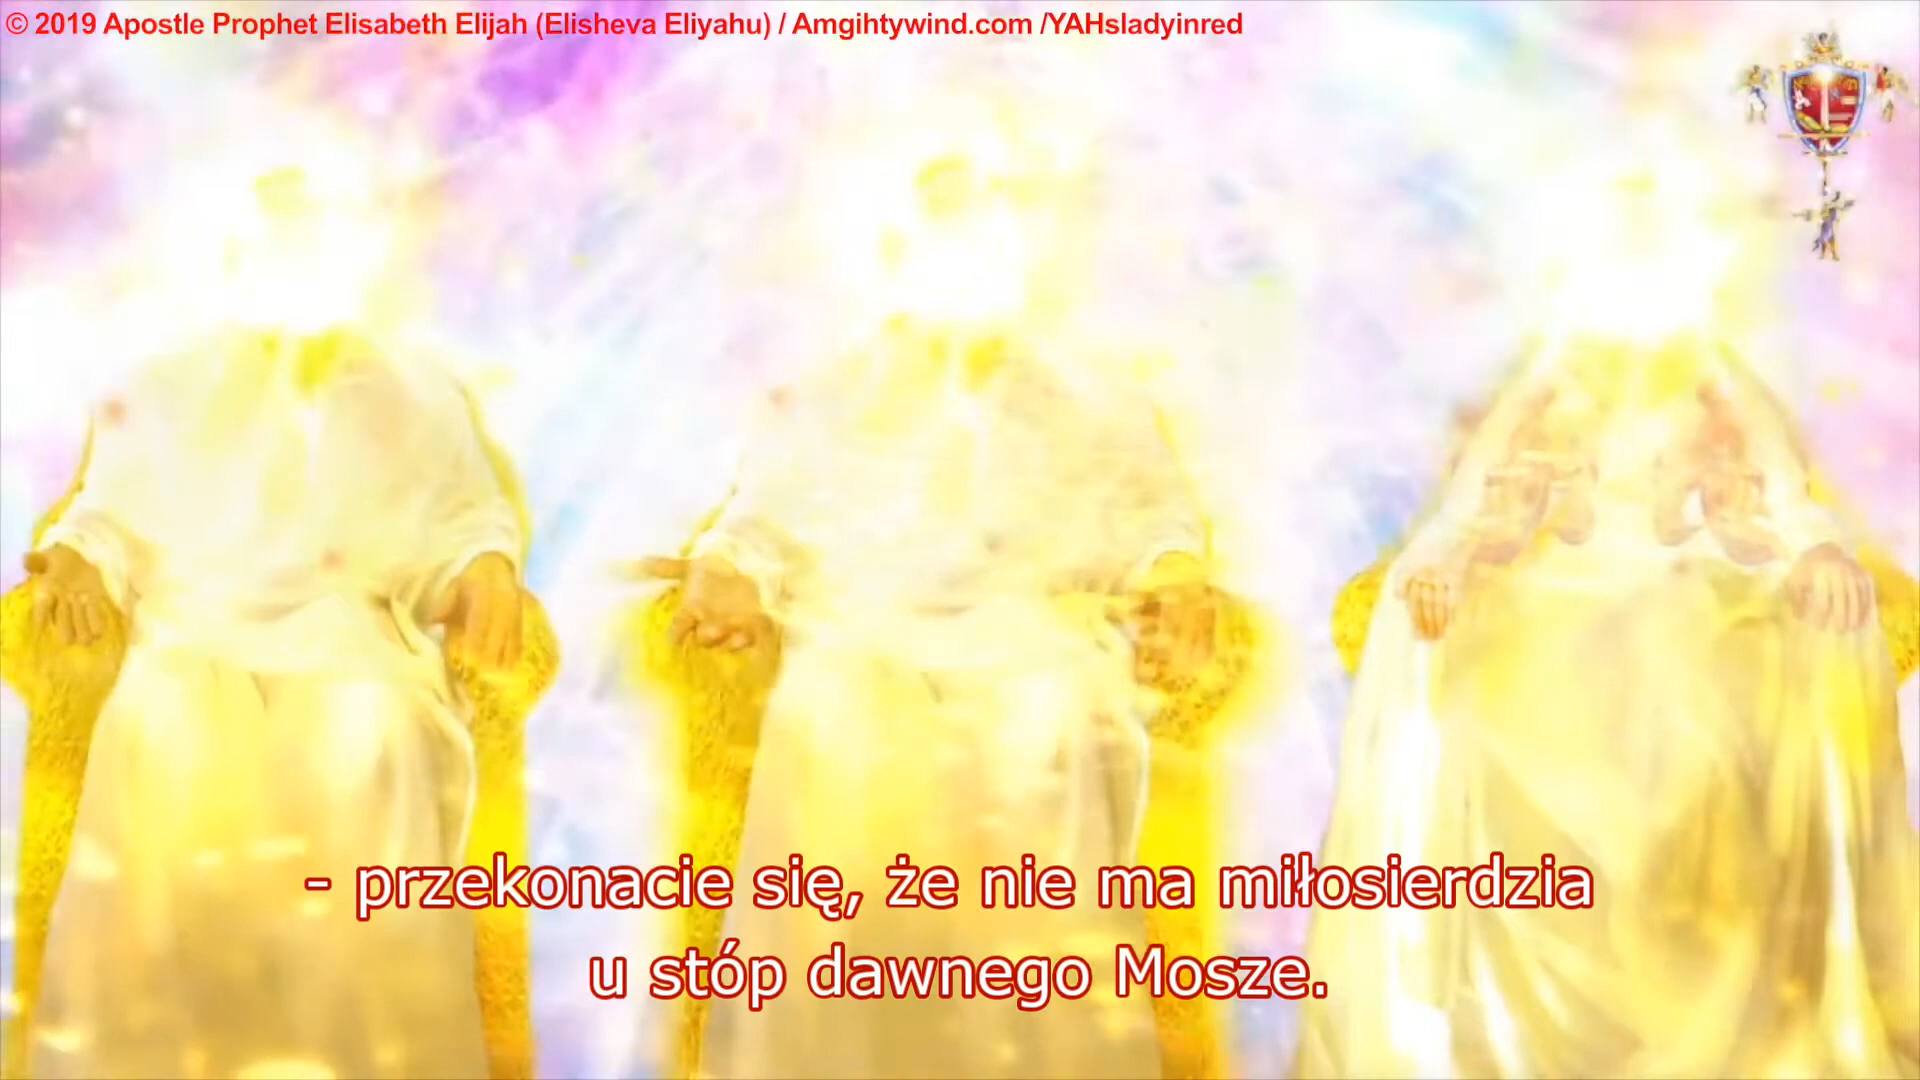 © 2019 Apostle Prophet Elisabeth Elijah (Elisheva Eliyahu) / Amgihtywind.com /YAHsladyinred
- przekonacie się, że nie ma miłosierdzia
u stóp dawnego Mosze.